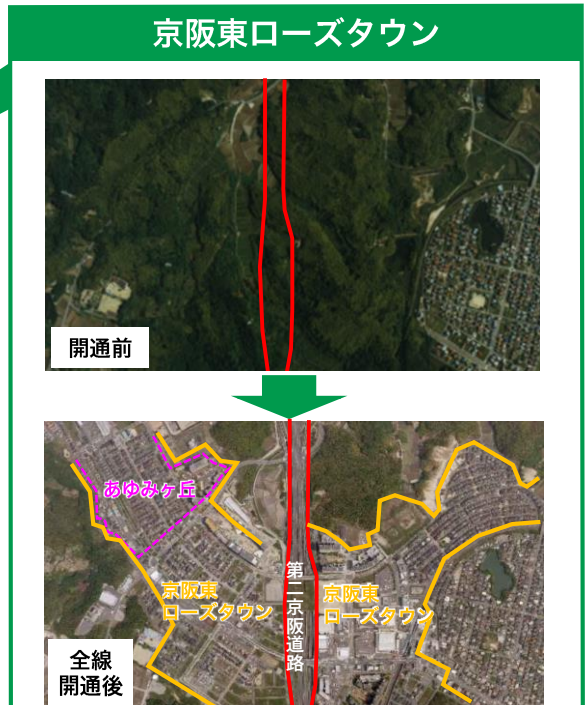 京阪東ローズタウン
開通前
あゆみヶ丘
京阪東
ローズタウン
第二京阪道路
京阪東
ローズタウン
全線
開通後